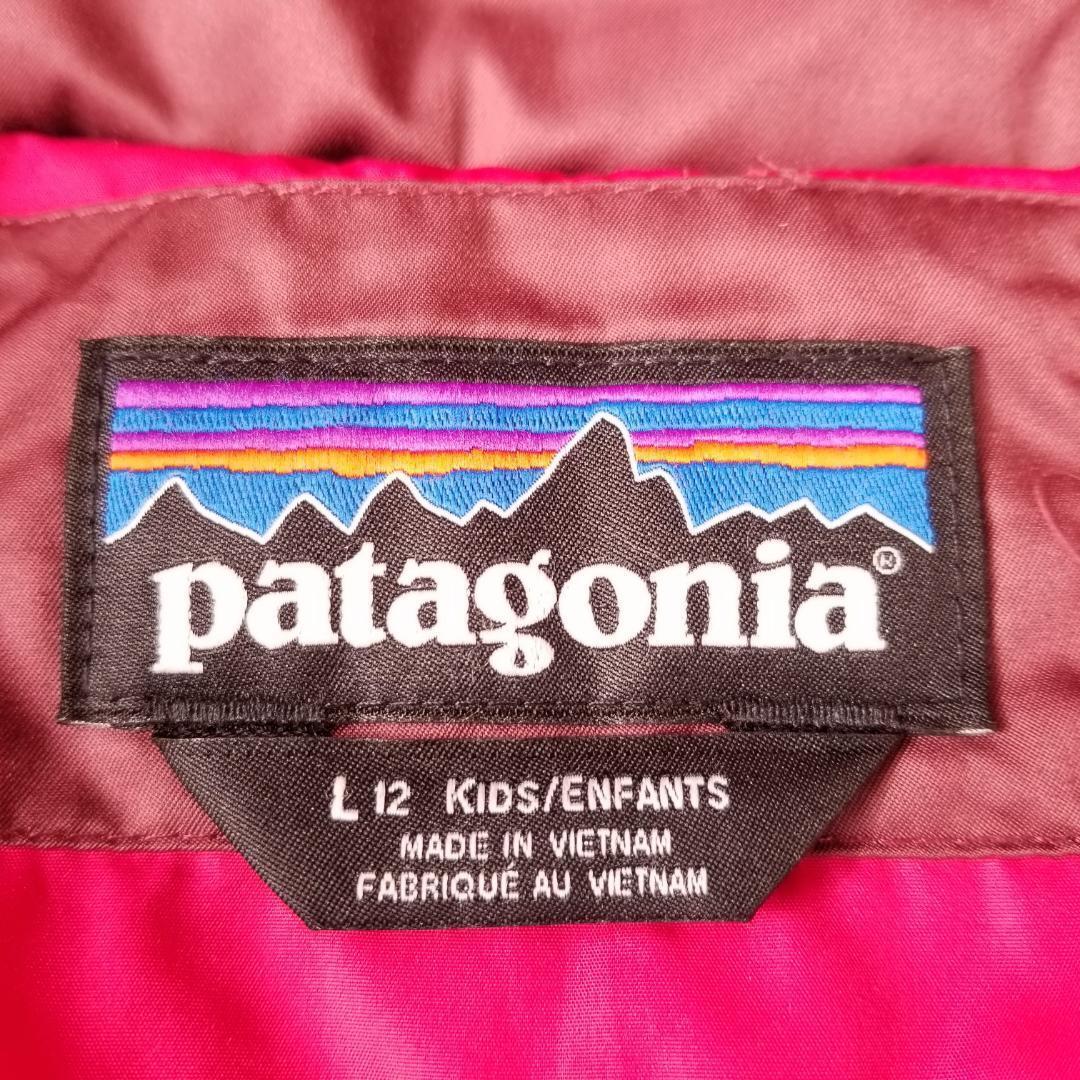 patagonia®
L 12 KIDS/ENFANTS
MADE IN VIETNAM
FABRIQUÉ AU VIETNAM